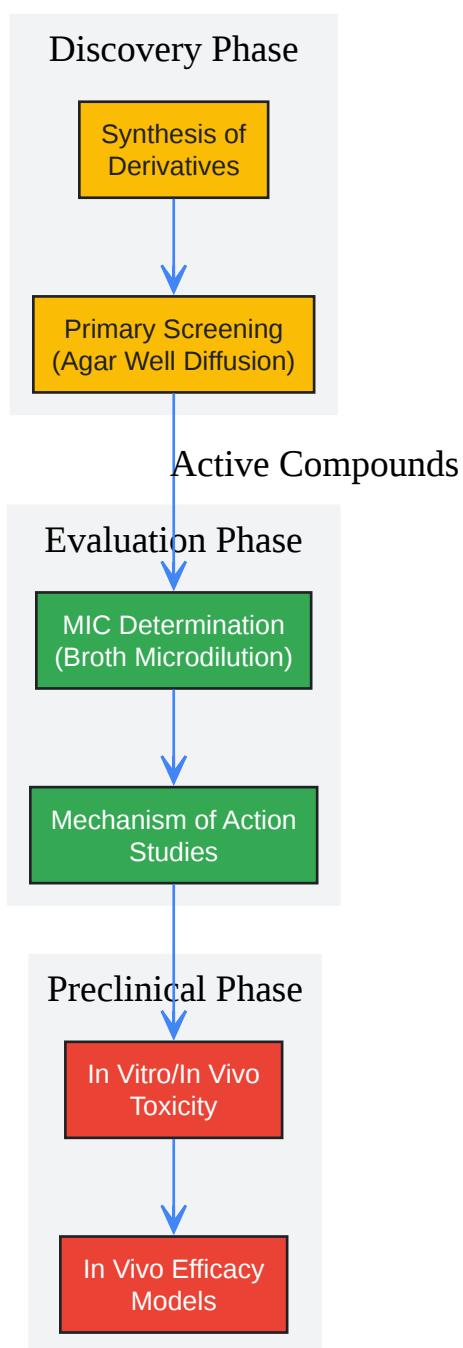 Discovery Phase
Synthesis of
Derivatives
Primary Screening
(Agar Well Diffusion)
Active Compounds
Evaluation Phase
MIC Determination
(Broth Microdilution)
Mechanism of Action
Studies
Preclinical Phase
In Vitro/In Vivo
Toxicity
In Vivo Efficacy
Models